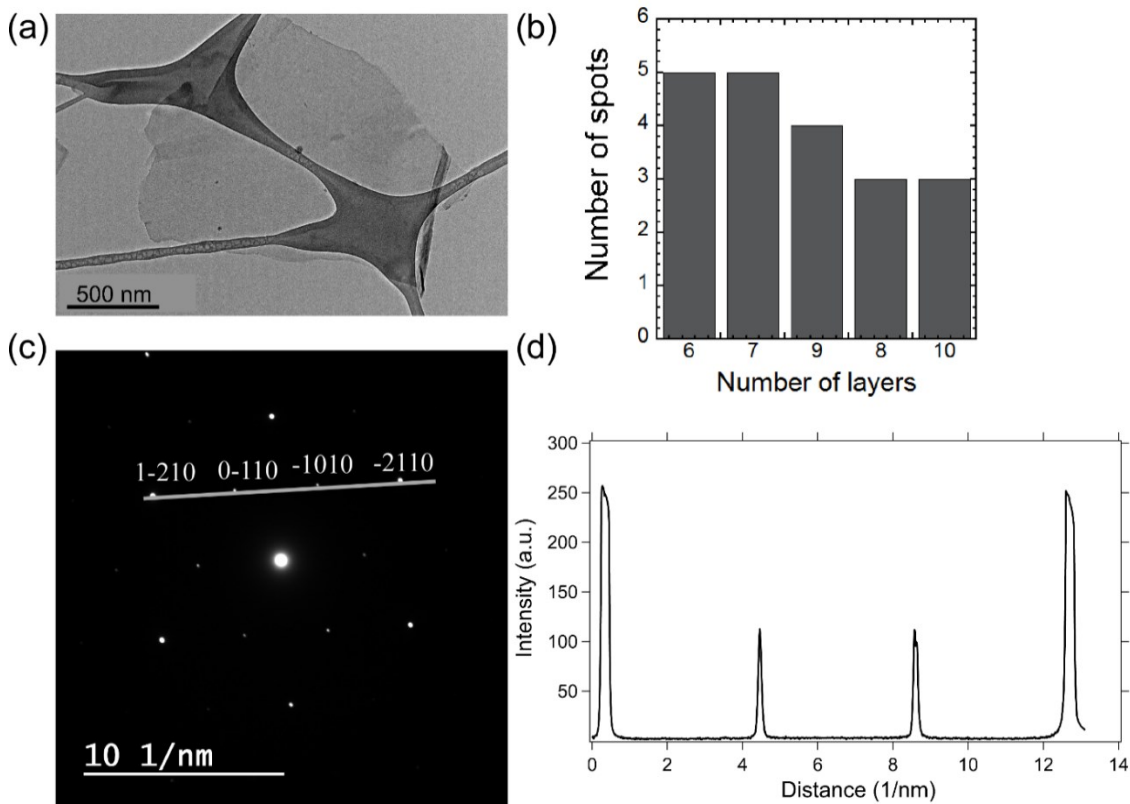 (a)
500 nm
(b)
Number of spots
6
5
4
3
2
1
0
6 7 9 8 10
Number of layers
(c)
1-210 0-110 -1010 -2110
10 1/nm
(d)
Intensity (a.u.)
300
250
200
150
100
50
0 2 4 6 8 10 12 14
Distance (1/nm)